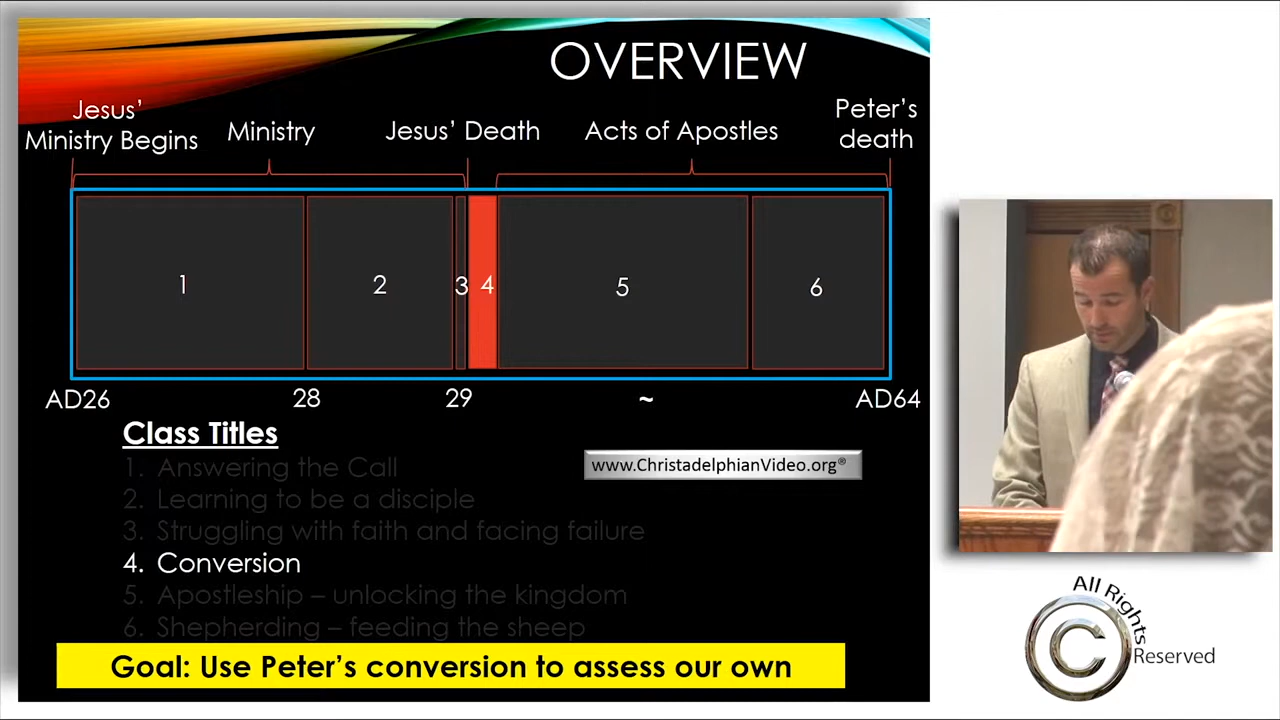 OVERVIEW
Jesus’
Ministry Begins
Ministry
Jesus’ Death
Acts of Apostles
Peter’s
death
1
2
3
4
5
6
AD26
28
29
~
AD64
Class Titles
1. Answering the Call
2. Learning to be a disciple
3. Struggling with faith and facing failure
4. Conversion
5. Apostleship – unlocking the kingdom
6. Shepherding – feeding the sheep
www.ChristadelphianVideo.org®
Goal: Use Peter’s conversion to assess our own
All Rights
C
Reserved